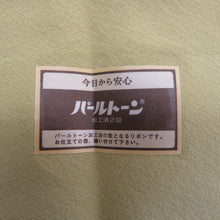 今日から安心
パールトーン
加工済之証
パールトーン加工済の証となるリボンです。
お仕立ての際、縫い付けて下さい。